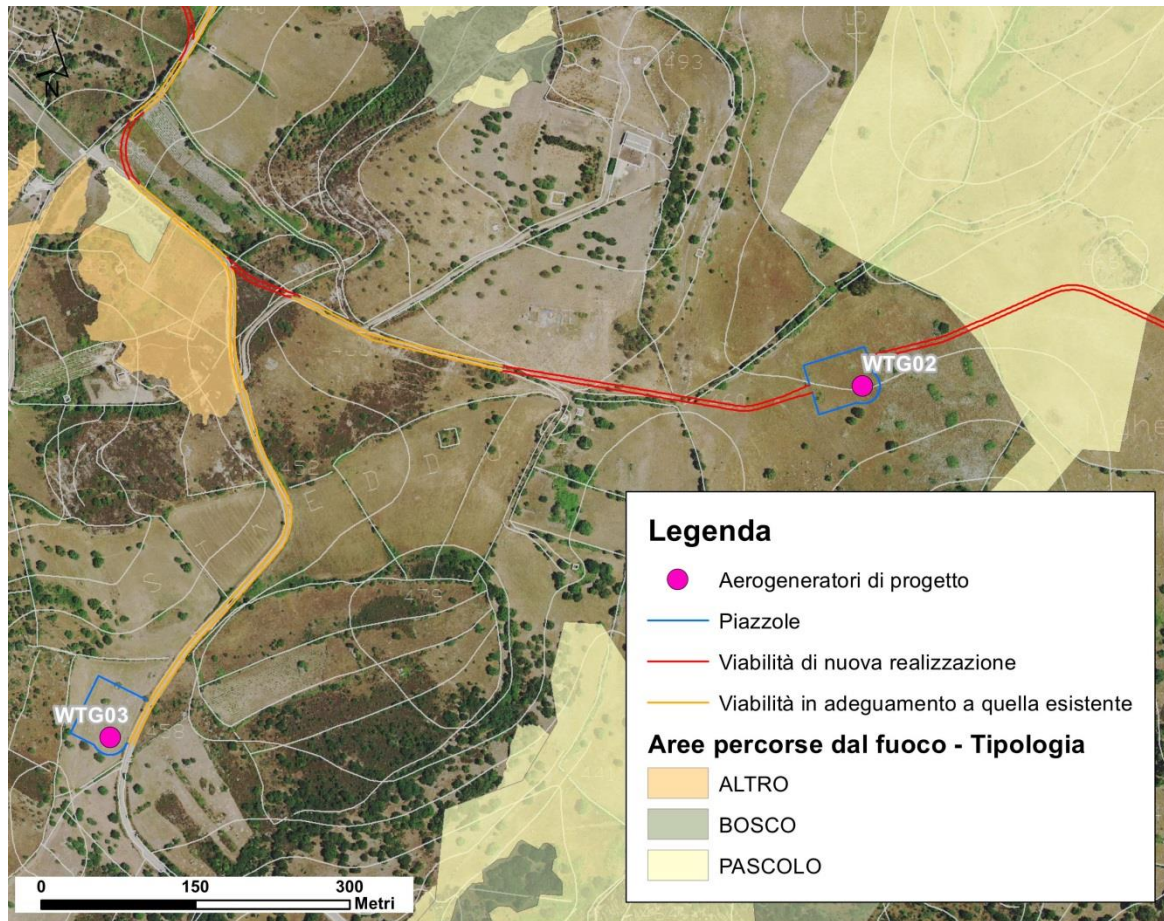 N
493
WTG02
WTG03
Legenda
Aerogeneratori di progetto
Piazzole
Viabilità di nuova realizzazione
Viabilità in adeguamento a quella esistente
Aree percorse dal fuoco - Tipologia
ALTRO
BOSCO
PASCOLO
0 150 300
Metri